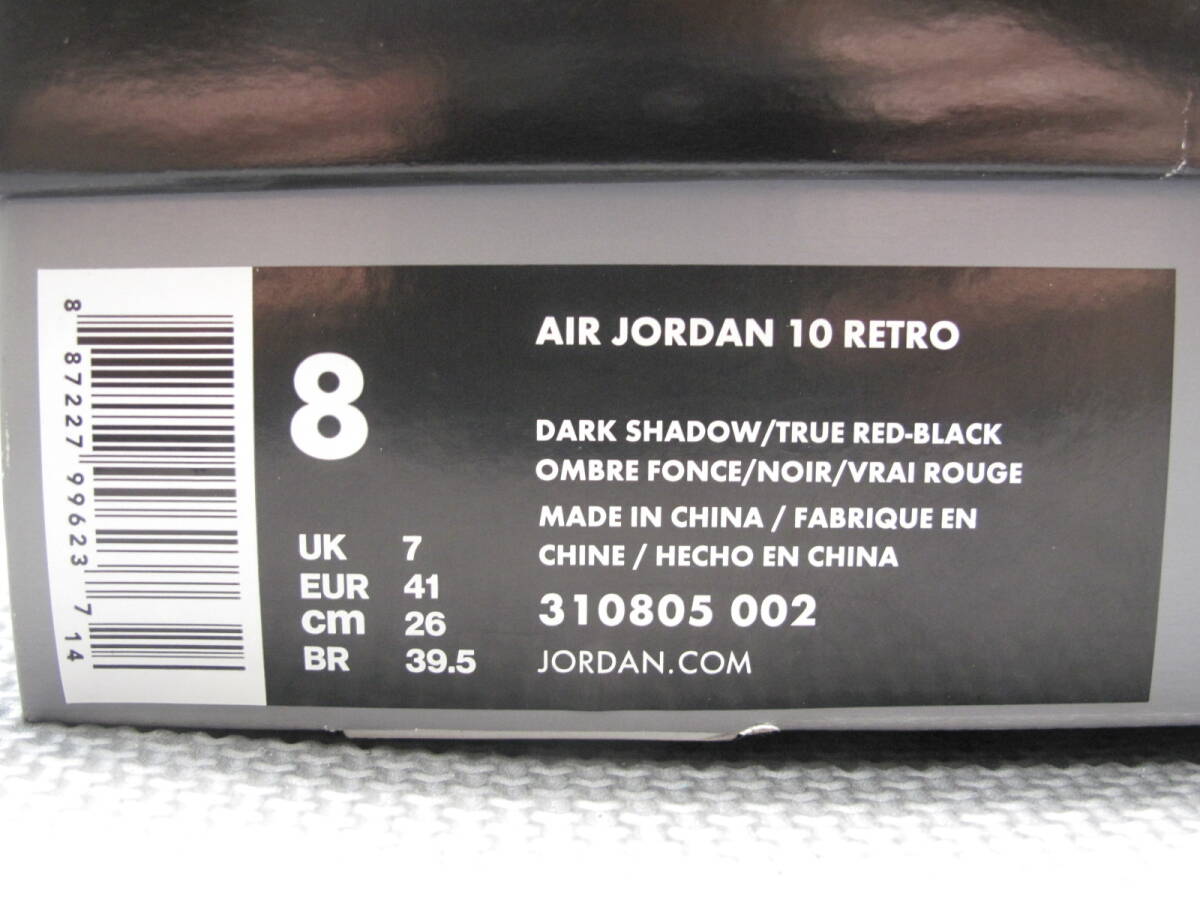 8 87227 99623 7 14
8
UK 7
EUR 41
cm 26
BR 39.5
AIR JORDAN 10 RETRO
DARK SHADOW/TRUE RED-BLACK
OMBRE FONCE/NOIR/VRAI ROUGE
MADE IN CHINA / FABRIQUE EN
CHINE / HECHO EN CHINA
310805 002
JORDAN.COM